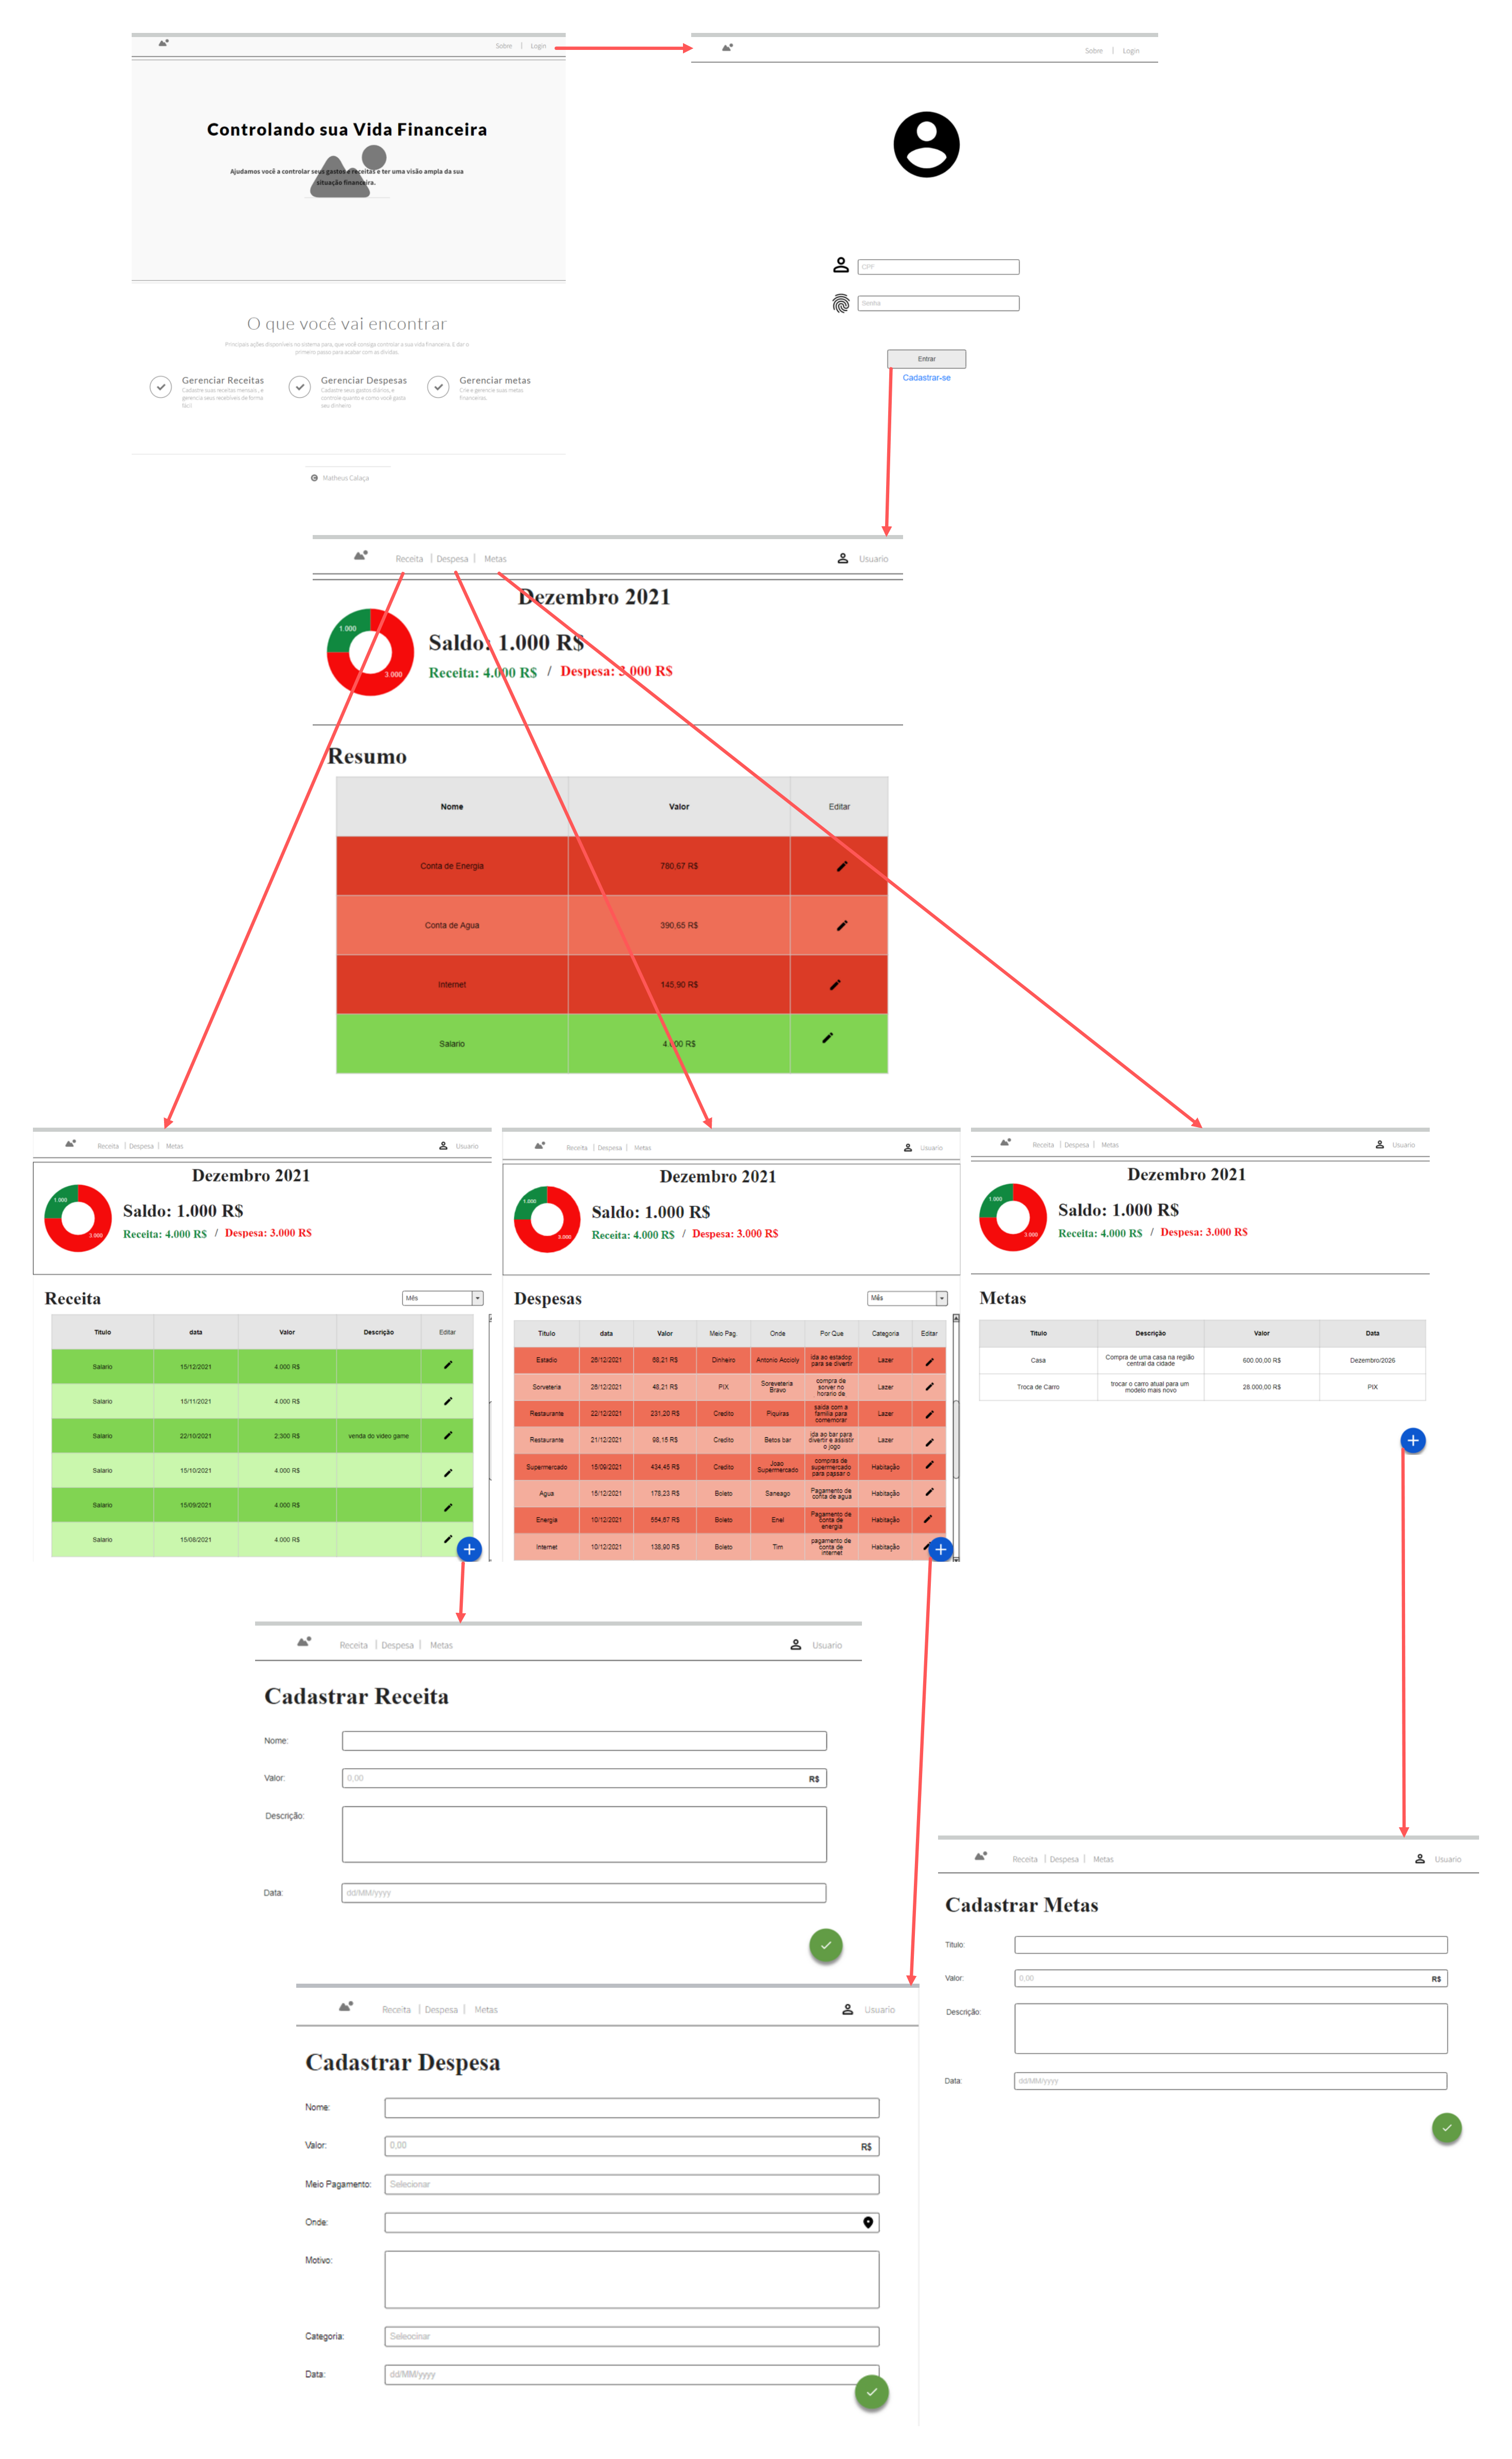 Sobre | Login
Controlando sua Vida Financeira
Ajudamos você a controlar seus gastos e receitas e ter uma visão ampla da sua
situação financeira.
O que você vai encontrar
Principais ações disponíveis no sistema para, que você consiga controlar a sua vida financeira. E dar o
primeiro passo para acabar com as dívidas.
Gerenciar Receitas
Cadastre suas receitas mensais., e
gerencia seus recetíveis de forma
fácil
Gerenciar Despesas
Cadastre seus gastos diários, e
controle quanto e como você gasta
seu dinheiro
Gerenciar metas
Crie e gerencie suas metas
financeiras.
Matheus Calaça
Sobre | Login
CPF
Senha
Entrar
Cadastrar-se
Receita | Despesa | Metas
Usuario
Dezembro 2021
1.000
3.000
Saldo: 1.000 R$
Receita: 4.000 R$ / Despesa: 3.000 R$
Resumo
Nome Valor Editar
Conta de Energia 780,67 R$
Conta de Agua 390,65 R$
Internet 145,90 R$
Salario 4.000 R$
Receita | Despesa | Metas
Usuario
Dezembro 2021
1.000
3.000
Saldo: 1.000 R$
Receita: 4.000 R$ / Despesa: 3.000 R$
Receita
Mês
Titulo data Valor Descrição Editar
Salario 15/12/2021 4.000 R$
Salario 15/11/2021 4.000 R$
Salario 22/10/2021 2.300 R$ venda do video game
Salario 15/10/2021 4.000 R$
Salario 15/09/2021 4.000 R$
Salario 15/08/2021 4.000 R$
Receita | Despesa | Metas
Usuario
Dezembro 2021
1.000
3.000
Saldo: 1.000 R$
Receita: 4.000 R$ / Despesa: 3.000 R$
Despesas
Mês
Titulo data Valor Meio Pag. Onde Por Que Categoria Editar
Estadio 26/12/2021 68,21 R$ Dinheiro Antonio Accioly ida ao estadop para se divertir Lazer
Sorveteria 26/12/2021 48,21 R$ PIX Soreveteria Bravo compra de sorver no horario de Lazer
Restaurante 22/12/2021 231,20 R$ Credito Piquiras saida com a familia para comemorar Lazer
Restaurante 21/12/2021 98,15 R$ Credito Betos bar ida ao bar para divertir e assistir o jogo Lazer
Supermercado 15/09/2021 434,45 R$ Credito Joao Supermercado compras de supermercado para papsar o Habitação
Agua 15/12/2021 178,23 R$ Boleto Saneago Pagamento de conta de agua Habitação
Energia 10/12/2021 554,67 R$ Boleto Enel Pagamento de conta de energia Habitação
Internet 10/12/2021 138,90 R$ Boleto Tim pagamento de conta de internet Habitação
Receita | Despesa | Metas
Usuario
Dezembro 2021
1.000
3.000
Saldo: 1.000 R$
Receita: 4.000 R$ / Despesa: 3.000 R$
Metas
Titulo Descrição Valor Data
Casa Compra de uma casa na região central da cidade 600.00,00 R$ Dezembro/2026
Troca de Carro trocar o carro atual para um modelo mais novo 28.000,00 R$ PIX
Receita | Despesa | Metas
Usuario
Cadastrar Receita
Nome:
Valor: 0,00 R$
Descrição:
Data: dd/MM/yyyy
Receita | Despesa | Metas
Usuario
Cadastrar Metas
Titulo:
Valor: 0,00 R$
Descrição:
Data: dd/MM/yyyy
Receita | Despesa | Metas
Usuario
Cadastrar Despesa
Nome:
Valor: 0,00 R$
Meio Pagamento: Selecionar
Onde:
Motivo:
Categoria: Seleocinar
Data: dd/MM/yyyy